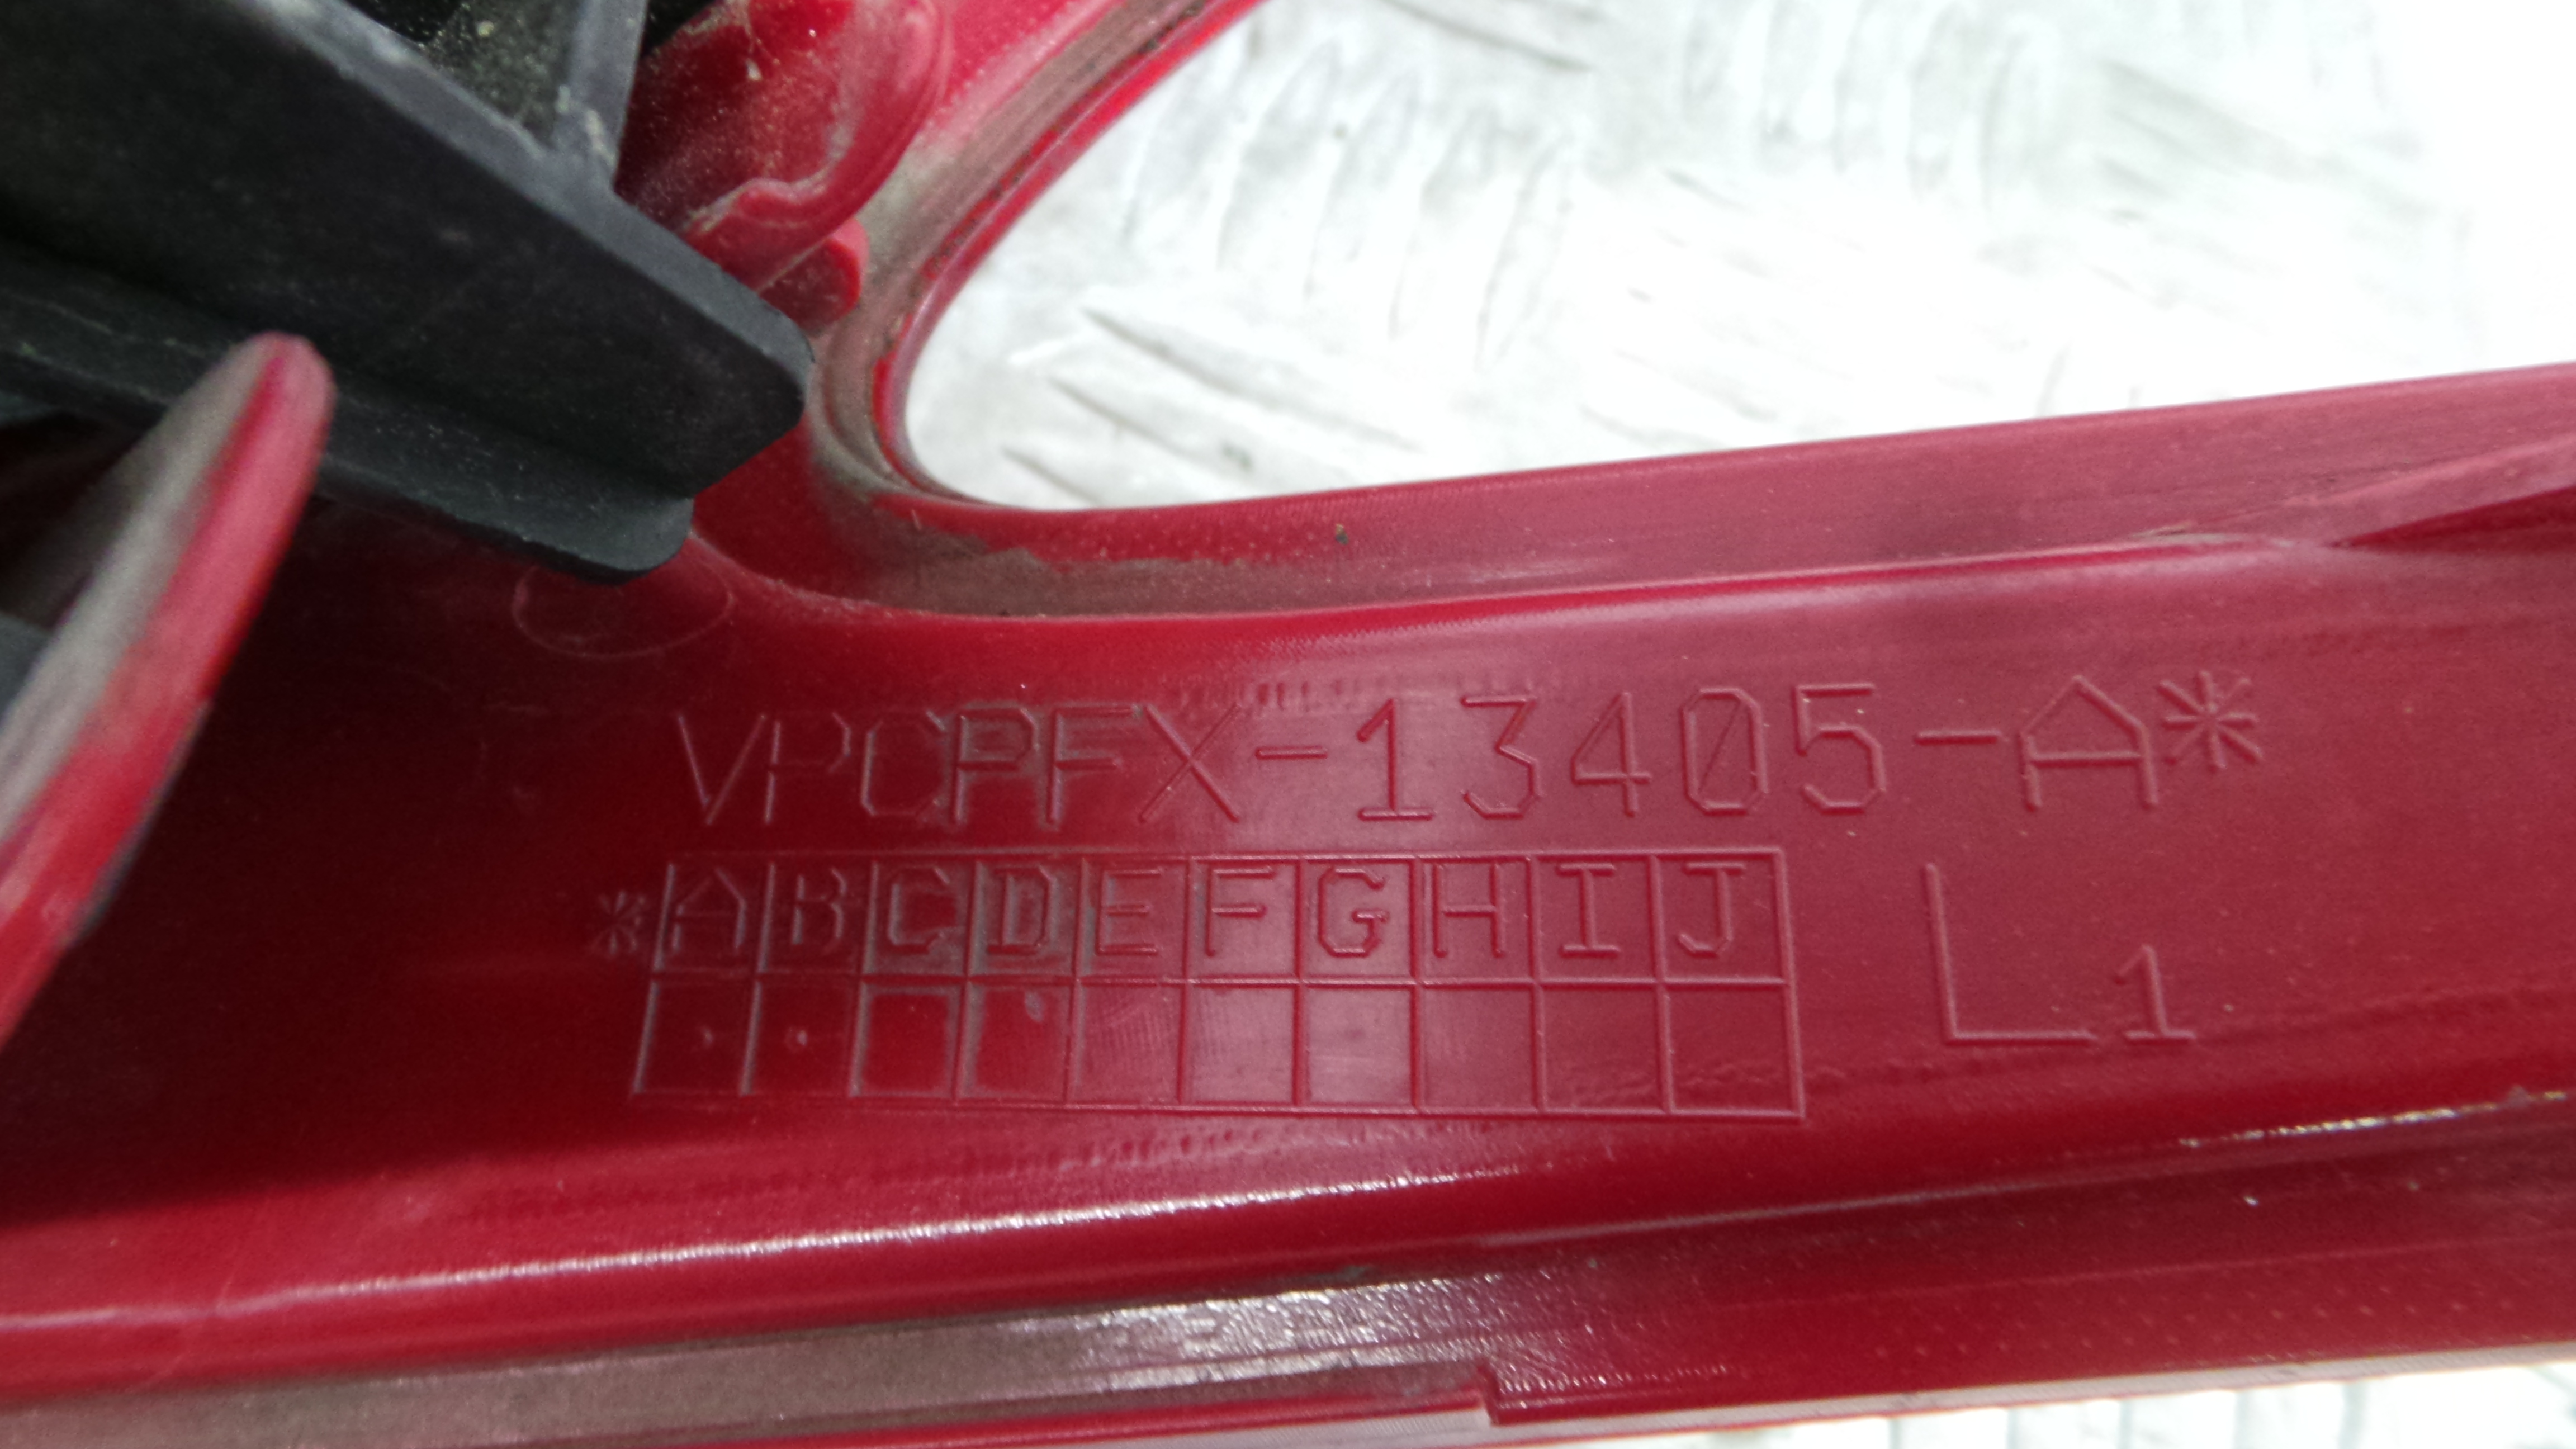 VPCPFX-13405-A*
*ABCDEFGHIJ
L1